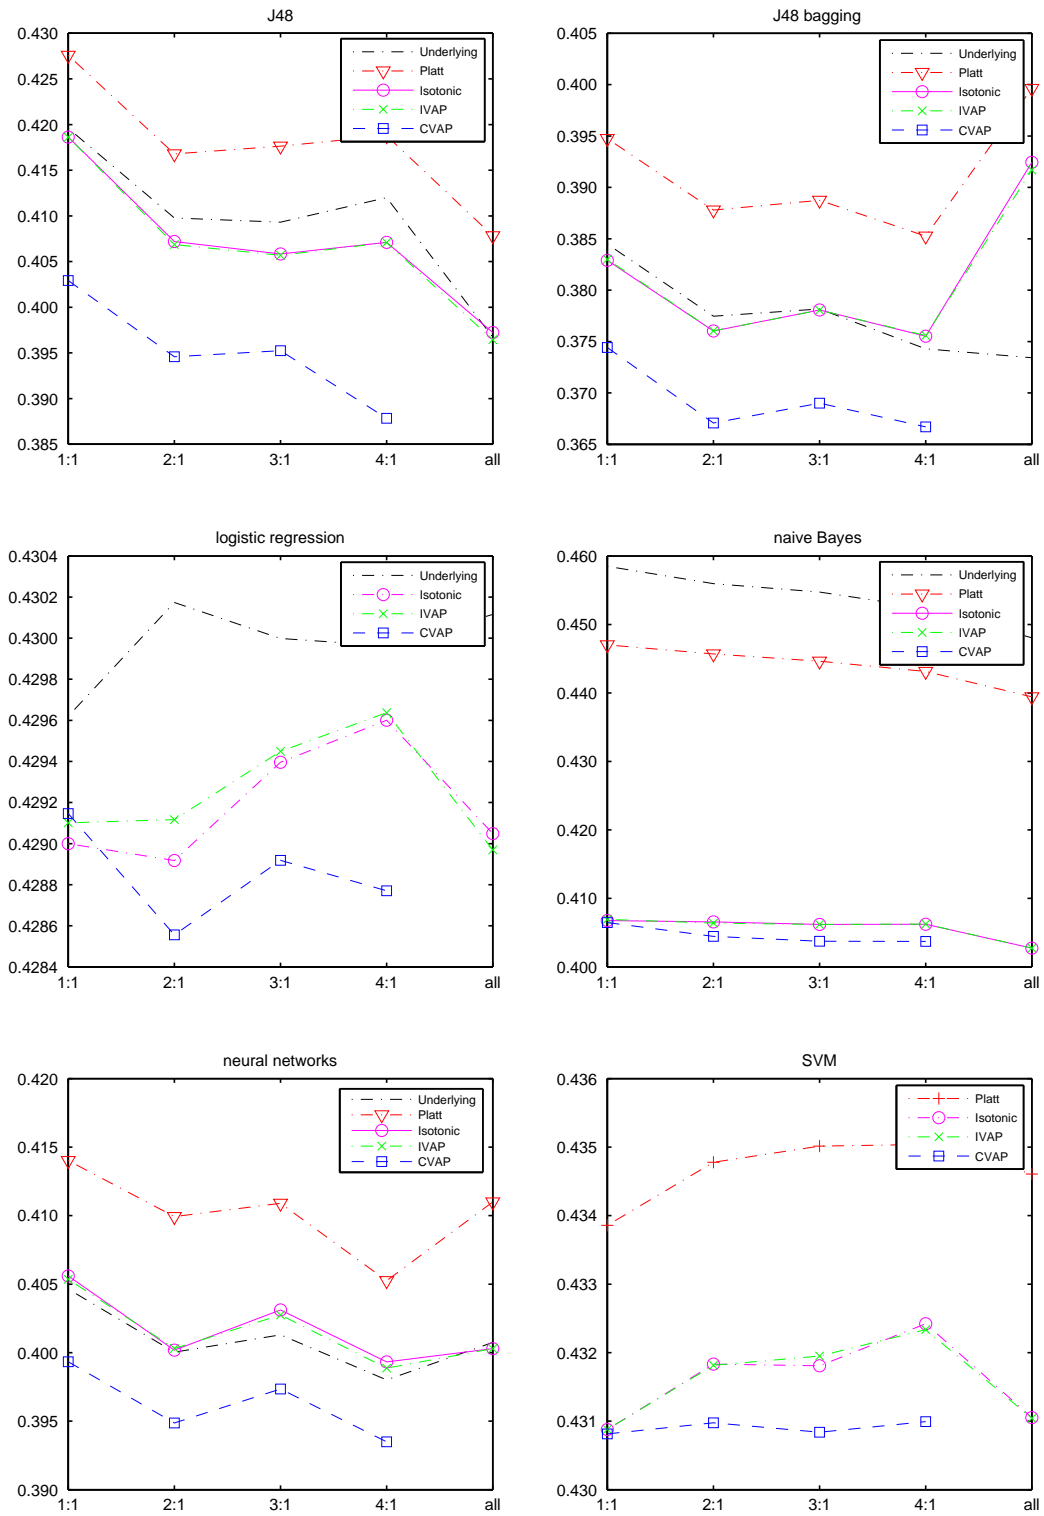 J48
0.430
0.425
0.420
0.415
0.410
0.405
0.400
0.395
0.390
0.385
1:1 2:1 3:1 4:1 all
Underlying
Platt
Isotonic
IVAP
CVAP
J48 bagging
0.405
0.400
0.395
0.390
0.385
0.380
0.375
0.370
0.365
1:1 2:1 3:1 4:1 all
Underlying
Platt
Isotonic
IVAP
CVAP
logistic regression
0.4304
0.4302
0.4300
0.4298
0.4296
0.4294
0.4292
0.4290
0.4288
0.4286
0.4284
1:1 2:1 3:1 4:1 all
Underlying
Isotonic
IVAP
CVAP
naive Bayes
0.460
0.450
0.440
0.430
0.420
0.410
0.400
1:1 2:1 3:1 4:1 all
Underlying
Platt
Isotonic
IVAP
CVAP
neural networks
0.420
0.415
0.410
0.405
0.400
0.395
0.390
1:1 2:1 3:1 4:1 all
Underlying
Platt
Isotonic
IVAP
CVAP
SVM
0.436
0.435
0.434
0.433
0.432
0.431
0.430
1:1 2:1 3:1 4:1 all
Platt
Isotonic
IVAP
CVAP